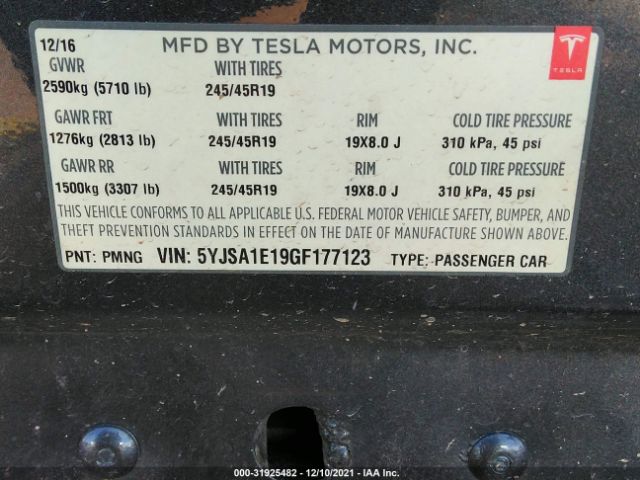 12/16 MFD BY TESLA MOTORS, INC.
TESLA
GVWR WITH TIRES
2590kg (5710 lb) 245/45R19
GAWR FRT WITH TIRES RIM COLD TIRE PRESSURE
1276kg (2813 lb) 245/45R19 19X8.0 J 310 kPa, 45 psi
GAWR RR WITH TIRES RIM COLD TIRE PRESSURE
1500kg (3307 lb) 245/45R19 19X8.0 J 310 kPa, 45 psi
THIS VEHICLE CONFORMS TO ALL APPLICABLE U.S. FEDERAL MOTOR VEHICLE SAFETY, BUMPER, AND
THEFT PREVENTION STANDARDS IN EFFECT ON THE DATE OF MANUFACTURE SHOWN ABOVE.
PNT: PMNG VIN: 5YJSA1E19GF177123 TYPE: PASSENGER CAR
000-31925482 - 12/10/2021 - IAA Inc.